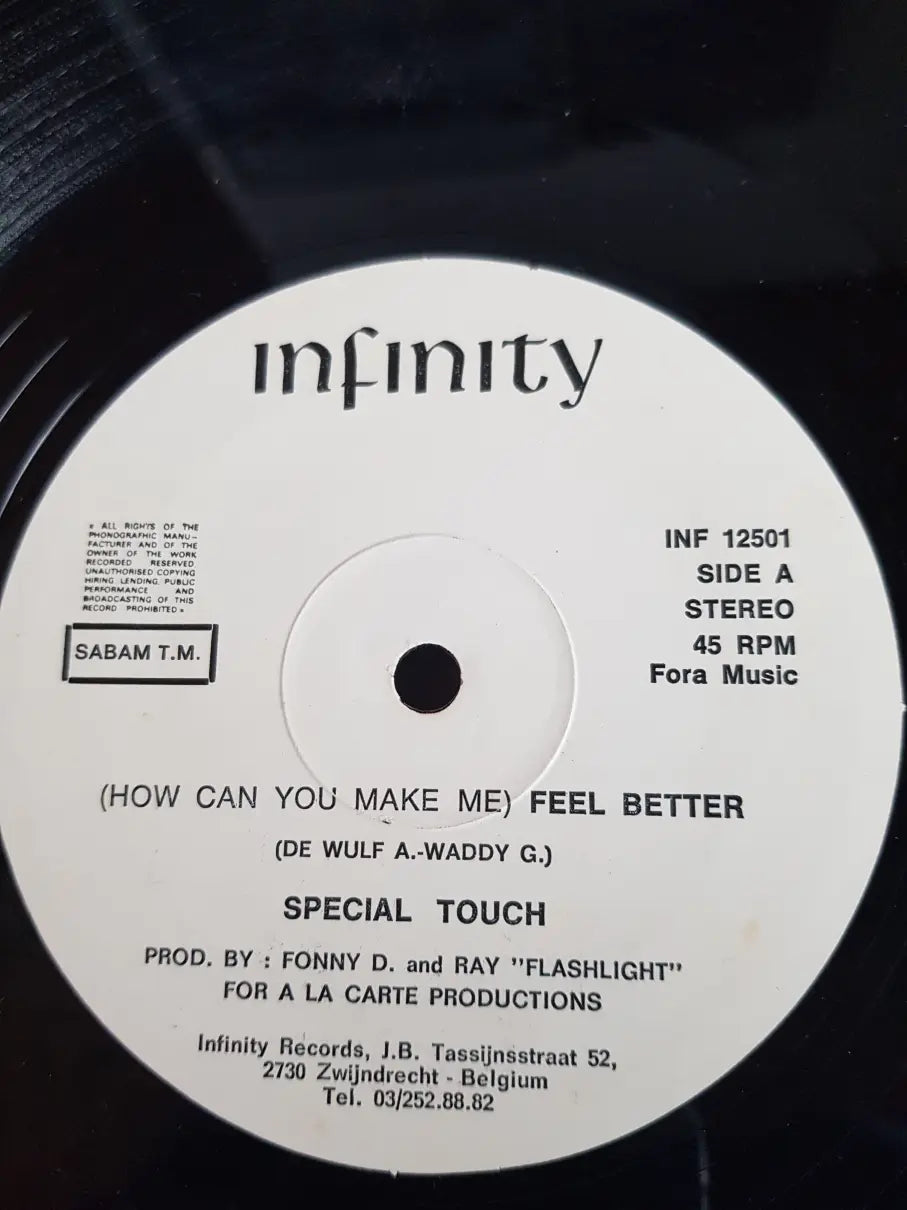 ınfınıty
* ALL RIGHTS OF THE
PHONOGRAFHIC MANU-
FACTURER AND OF THE
OWNER OF THE WORK
RECORDED RESERVED
UNAUTHORISED COPYING
HIRING LENDING PUBLIC
PERFORMANCE AND
BROADCASTING OF THIS
RECORD PROHIBITED *
SABAM T.M.
INF 12501
SIDE A
STEREO
45 RPM
Fora Music
(HOW CAN YOU MAKE ME) FEEL BETTER
(DE WULF A.-WADDY G.)
SPECIAL TOUCH
PROD. BY : FONNY D. and RAY "FLASHLIGHT"
FOR A LA CARTE PRODUCTIONS
Infinity Records, J.B. Tassijnsstraat 52,
2730 Zwijndrecht - Belgium
Tel. 03/252.88.82